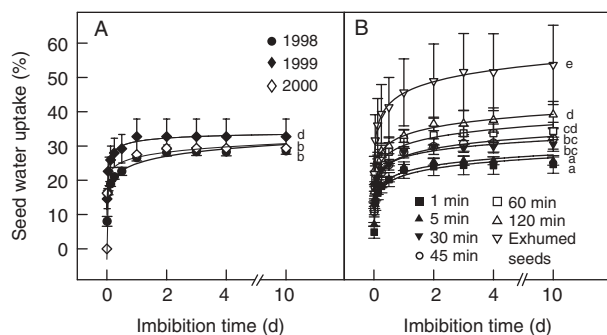 A
B
60
50
40
30
20
10
0
Seed water uptake (%)
1998
1999
2000
d
b
b
e
d
cd
bc
bc
a
a
1 min
5 min
30 min
45 min
60 min
120 min
Exhumed
seeds
0 2 4 10
0 2 4 10
Imbibition time (d)
Imbibition time (d)